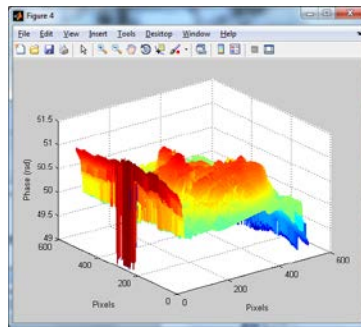 Figure 4
File Edit View Insert Tools Desktop Window Help
51.5
51
50.5
50
49.5
49
Phase (rad)
600
400
200
0
Pixels
0
200
400
600
Pixels